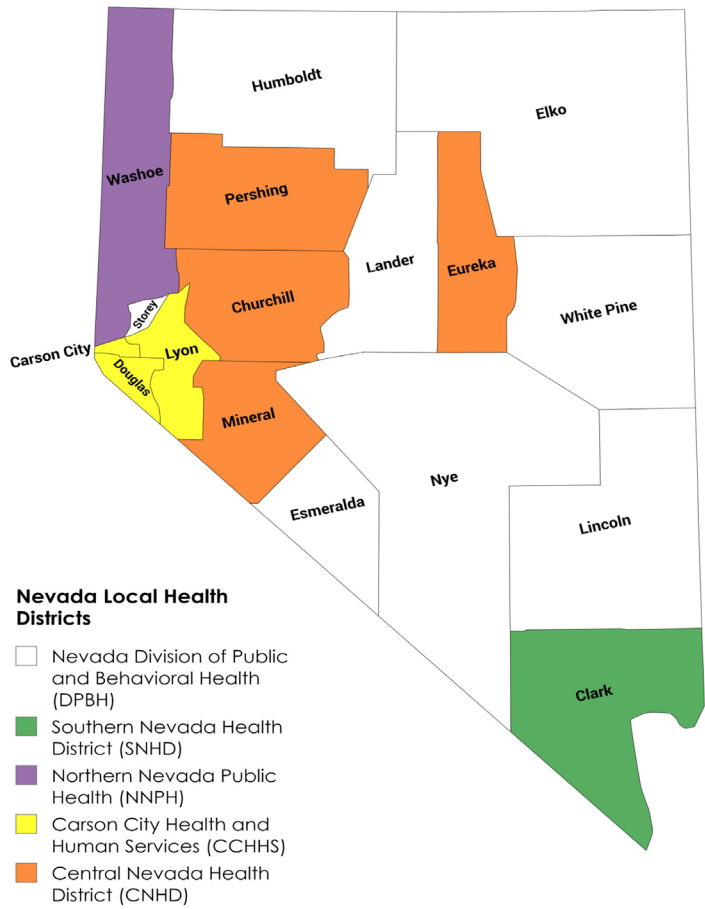 Humboldt
Elko
Washoe
Pershing
Lander
Eureka
Churchill
Storey
White Pine
Carson City
Lyon
Douglas
Mineral
Nye
Esmeralda
Lincoln
Clark
Nevada Local Health
Districts
Nevada Division of Public
and Behavioral Health
(DPBH)
Southern Nevada Health
District (SNHD)
Northern Nevada Public
Health (NNPH)
Carson City Health and
Human Services (CCHHS)
Central Nevada Health
District (CNHD)